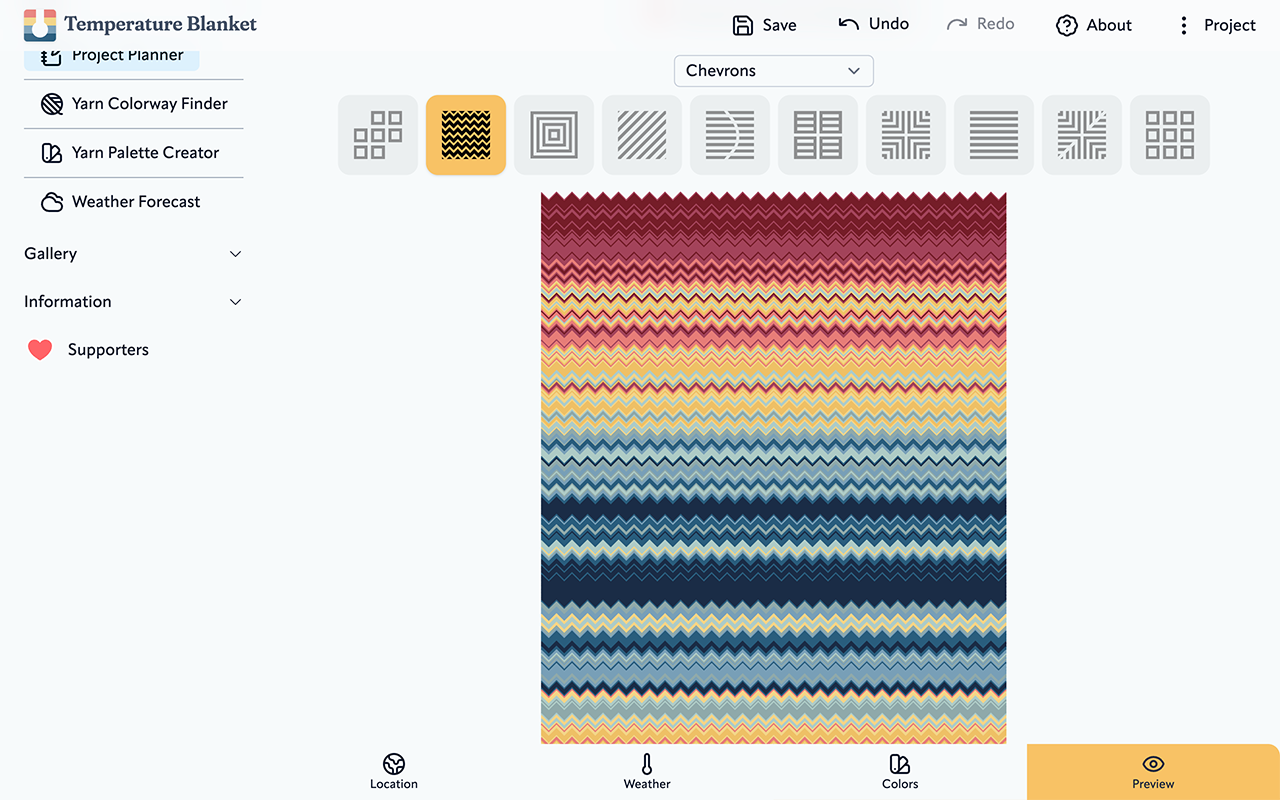 Temperature Blanket
Save
Undo
Redo
About
Project
Project Planner
Yarn Colorway Finder
Yarn Palette Creator
Weather Forecast
Gallery
Information
Supporters
Chevrons
Location
Weather
Colors
Preview